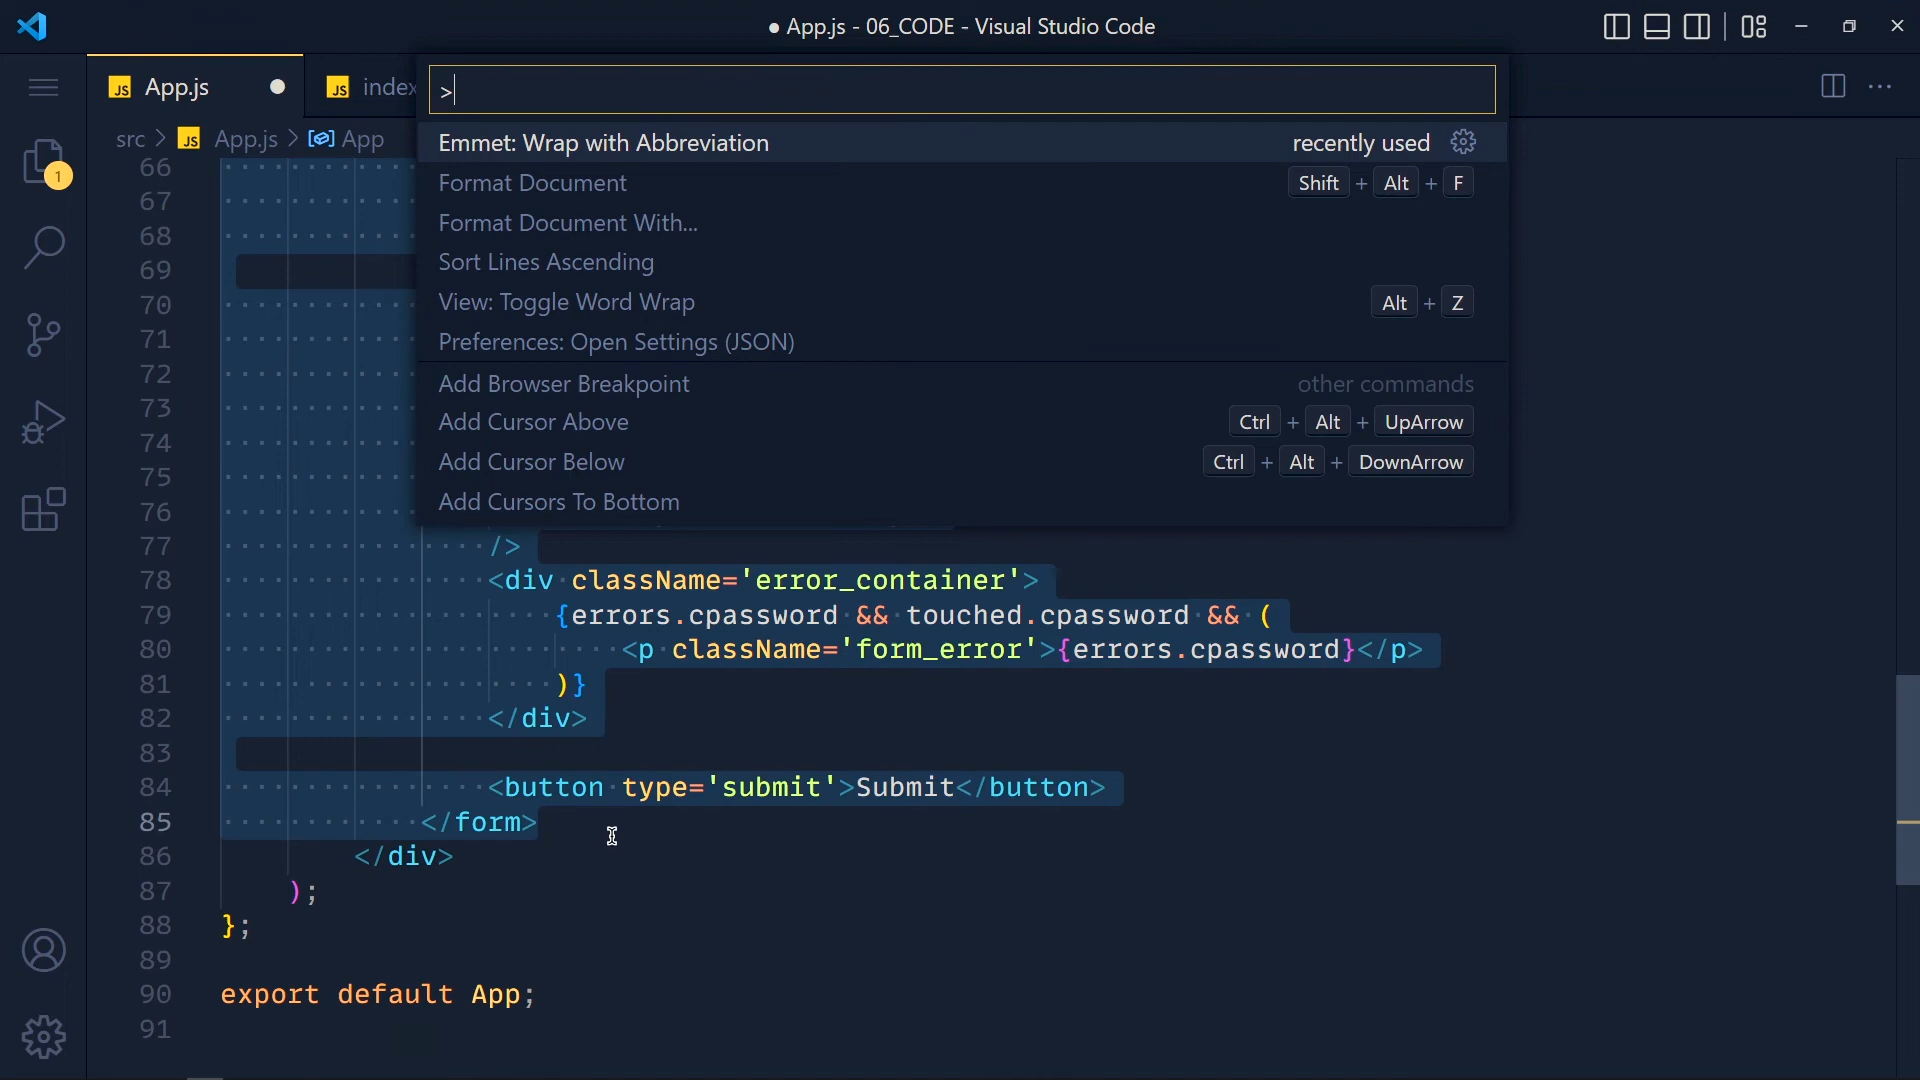 App.js - 06_CODE - Visual Studio Code
JS App.js
JS index
>
src > JS App.js > App
1
Emmet: Wrap with Abbreviation recently used
Format Document Shift + Alt + F
Format Document With...
Sort Lines Ascending
View: Toggle Word Wrap Alt + Z
Preferences: Open Settings (JSON)
Add Browser Breakpoint other commands
Add Cursor Above Ctrl + Alt + UpArrow
Add Cursor Below Ctrl + Alt + DownArrow
Add Cursors To Bottom
66
67
68
69
70
71
72
73
74
75
76
77 />
78 <div className='error_container'>
79 {errors.cpassword && touched.cpassword && (
80 <p className='form_error'>{errors.cpassword}</p>
81 )}
82 </div>
83
84 <button type='submit'>Submit</button>
85 </form>
86 </div>
87 );
88 };
89
90 export default App;
91